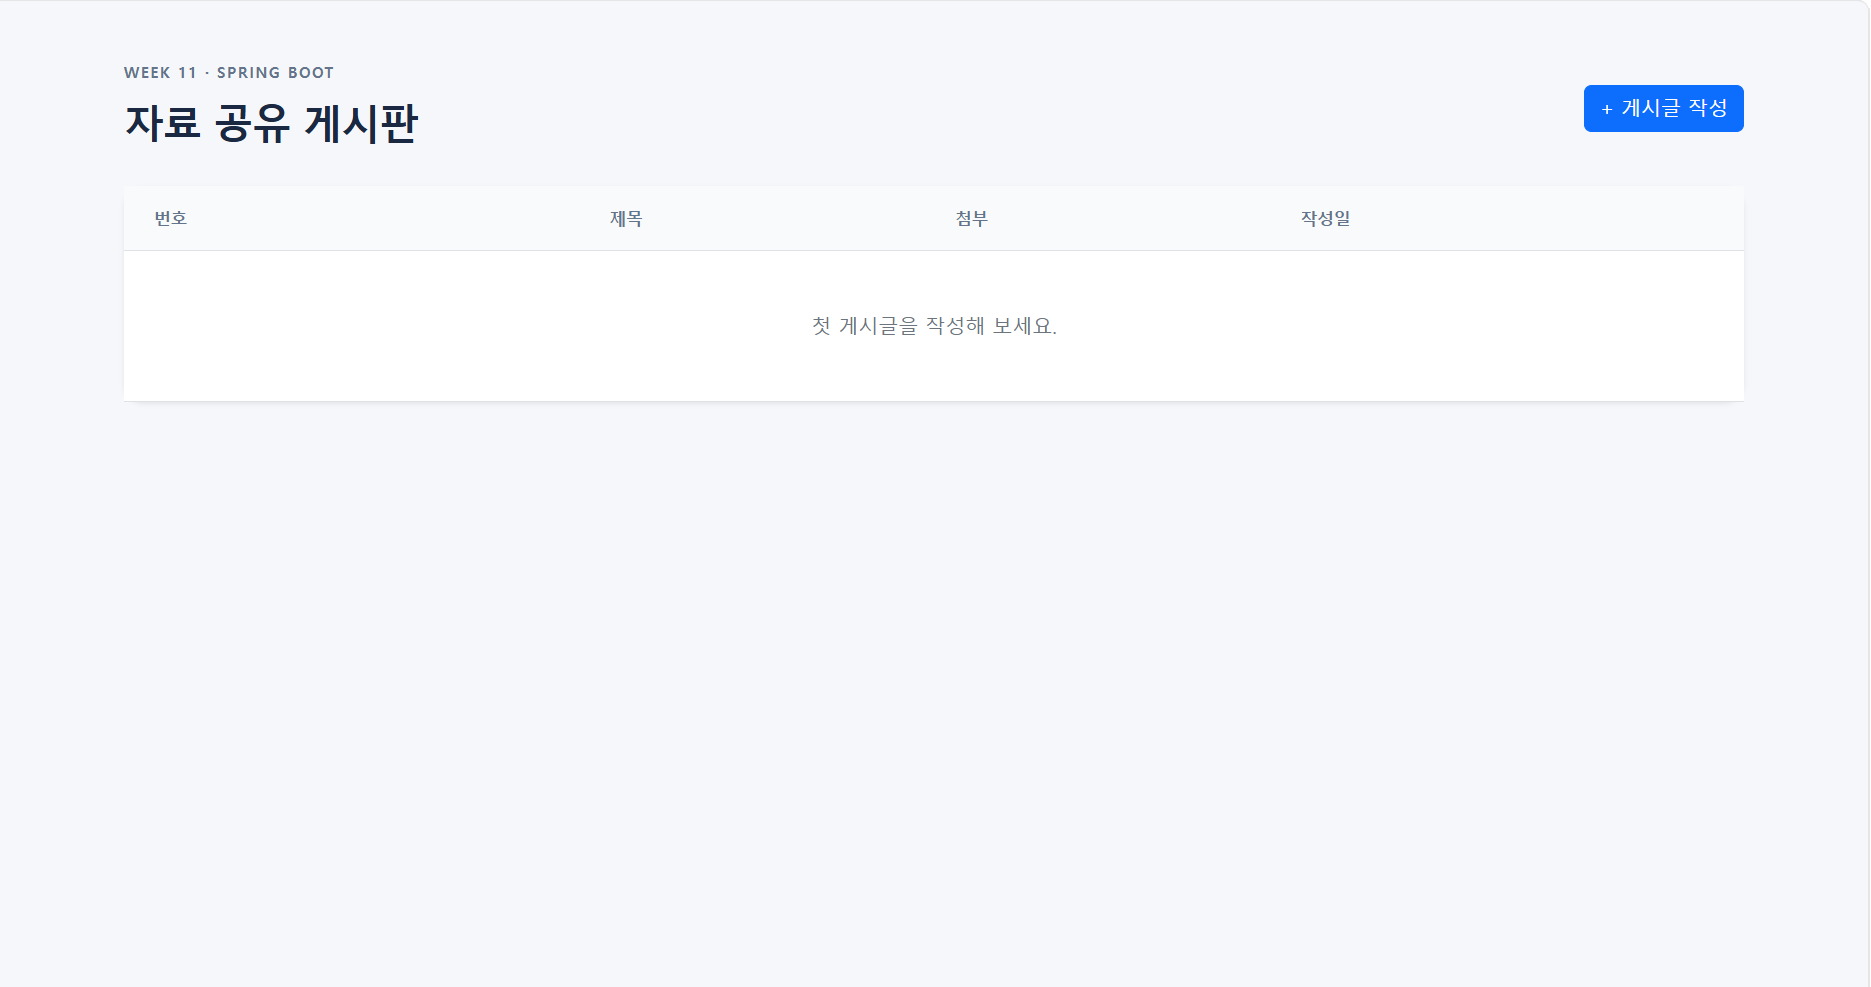 WEEK 11 · SPRING BOOT
자료 공유 게시판
+ 게시글 작성
번호 제목 첨부 작성일
첫 게시글을 작성해 보세요.